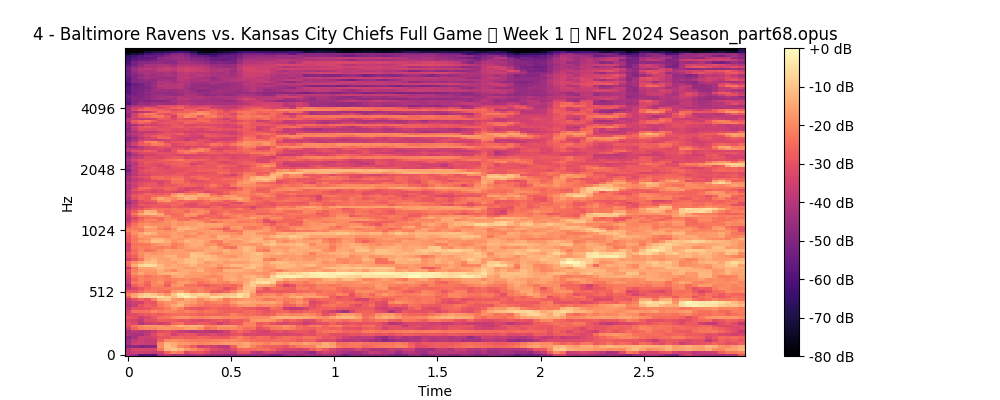 4 - Baltimore Ravens vs. Kansas City Chiefs Full Game ▯ Week 1 ▯ NFL 2024 Season_part68.opus
+0 dB
-10 dB
4096
-20 dB
2048
-30 dB
Hz
-40 dB
1024
-50 dB
512
-60 dB
-70 dB
0
-80 dB
0
0.5
1
1.5
2
2.5
Time